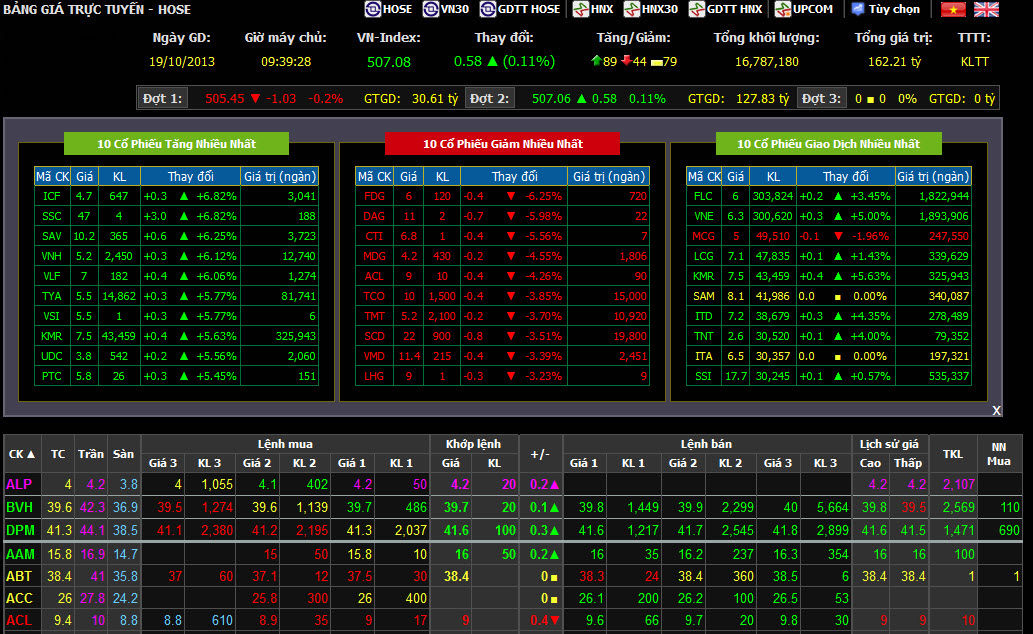 BẢNG GIÁ TRỰC TUYẾN - HOSE HOSE VN30 GDTT HOSE HNX HNX30 GDTT HNX UPCOM Tùy chọn
Ngày GD: Giờ máy chủ: VN-Index: Thay đổi: Tăng/Giảm: Tổng khối lượng: Tổng giá trị: TTTT:
19/10/2013 09:39:28 507.08 0.58 ▲ (0.11%) 89 44 79 16,787,180 162.21 tỷ KLTT
Đợt 1: 505.45 ▼ -1.03 -0.2% GTGD: 30.61 tỷ Đợt 2: 507.06 ▲ 0.58 0.11% GTGD: 127.83 tỷ Đợt 3: 0 ■ 0 0% GTGD: 0 tỷ
10 Cổ Phiếu Tăng Nhiều Nhất 10 Cổ Phiếu Giảm Nhiều Nhất 10 Cổ Phiếu Giao Dịch Nhiều Nhất
Mã CK Giá KL Thay đổi Giá trị (ngàn) Mã CK Giá KL Thay đổi Giá trị (ngàn) Mã CK Giá KL Thay đổi Giá trị (ngàn)
ICF 4.7 647 +0.3 ▲ +6.82% 3,041 FDG 6 120 -0.4 ▼ -6.25% 720 FLC 6 303,824 +0.2 ▲ +3.45% 1,822,944
SSC 47 4 +3.0 ▲ +6.82% 188 DAG 11 2 -0.7 ▼ -5.98% 22 VNE 6.3 300,620 +0.3 ▲ +5.00% 1,893,906
SAV 10.2 365 +0.6 ▲ +6.25% 3,723 CTI 6.8 1 -0.4 ▼ -5.56% 7 MCG 5 49,510 -0.1 ▼ -1.96% 247,550
VNH 5.2 2,450 +0.3 ▲ +6.12% 12,740 MDG 4.2 430 -0.2 ▼ -4.55% 1,806 LCG 7.1 47,835 +0.1 ▲ +1.43% 339,629
VLF 7 182 +0.4 ▲ +6.06% 1,274 ACL 9 10 -0.4 ▼ -4.26% 90 KMR 7.5 43,459 +0.4 ▲ +5.63% 325,943
TYA 5.5 14,862 +0.3 ▲ +5.77% 81,741 TCO 10 1,500 -0.4 ▼ -3.85% 15,000 SAM 8.1 41,986 0.0 ■ 0.00% 340,087
VSI 5.5 1 +0.3 ▲ +5.77% 6 TMT 5.2 2,100 -0.2 ▼ -3.70% 10,920 ITD 7.2 38,679 +0.3 ▲ +4.35% 278,489
KMR 7.5 43,459 +0.4 ▲ +5.63% 325,943 SCD 22 900 -0.8 ▼ -3.51% 19,800 TNT 2.6 30,520 +0.1 ▲ +4.00% 79,352
UDC 3.8 542 +0.2 ▲ +5.56% 2,060 VMD 11.4 215 -0.4 ▼ -3.39% 2,451 ITA 6.5 30,357 0.0 ■ 0.00% 197,321
PTC 5.8 26 +0.3 ▲ +5.45% 151 LHG 9 1 -0.3 ▼ -3.23% 9 SSI 17.7 30,245 +0.1 ▲ +0.57% 535,337
X
CK ▲ TC Trần Sàn Lệnh mua Khớp lệnh +/- Lệnh bán Lịch sử giá TKL NN Mua
Giá 3 KL 3 Giá 2 KL 2 Giá 1 KL 1 Giá KL Giá 1 KL 1 Giá 2 KL 2 Giá 3 KL 3 Cao Thấp
ALP 4 4.2 3.8 4 1,055 4.1 402 4.2 50 4.2 20 0.2▲ 4.2 4.2 2,107
BVH 39.6 42.3 36.9 39.5 1,274 39.6 1,139 39.7 486 39.7 20 0.1▲ 39.8 1,449 39.9 2,299 40 5,664 39.8 39.5 2,569 110
DPM 41.3 44.1 38.5 41.1 2,380 41.2 2,195 41.3 2,037 41.6 100 0.3▲ 41.6 1,217 41.7 2,545 41.8 2,899 41.6 41.5 1,471 690
AAM 15.8 16.9 14.7 15 50 15.8 10 16 50 0.2▲ 16 35 16.2 237 16.3 354 16 16 100
ABT 38.4 41 35.8 37 60 37.1 12 37.5 30 38.4 0■ 38.3 24 38.4 360 38.5 6 38.4 38.4 1 1
ACC 26 27.8 24.2 25.8 300 26 400 0■ 26.1 200 26.2 100 26.5 53
ACL 9.4 10 8.8 8.8 610 8.9 35 9 17 9 0.4▼ 9.6 66 9.7 20 9.8 30 9 9 10